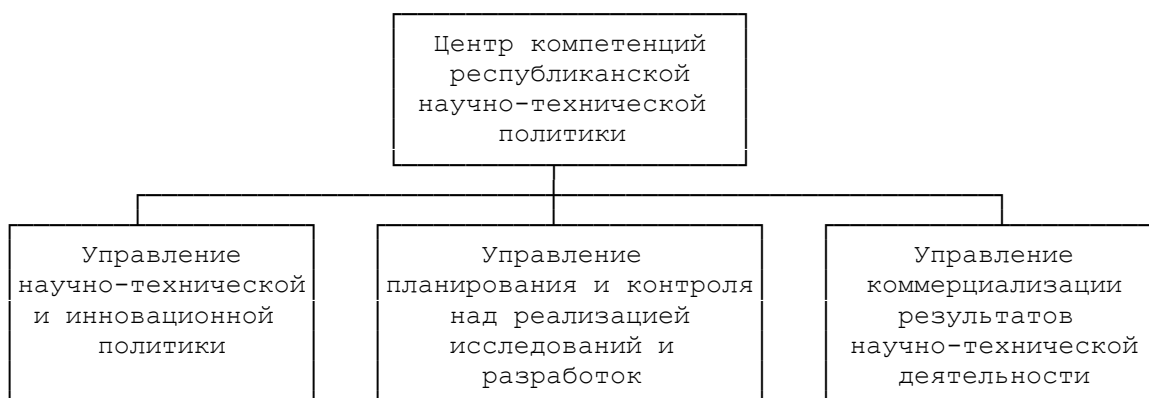 Центр компетенций
республиканской
научно-технической
политики
Управление
научно-технической
и инновационной
политики
Управление
планирования и контроля
над реализацией
исследований и
разработок
Управление
коммерциализации
результатов
научно-технической
деятельности